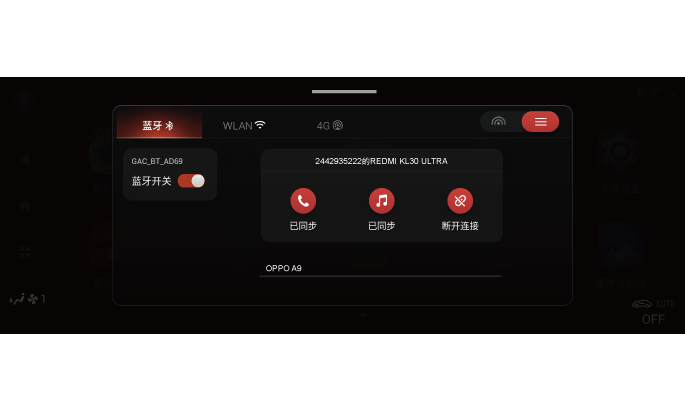 蓝牙
WLAN
4G
GAC_BT_AD69
蓝牙开关
2442935222的REDMI KL30 ULTRA
已同步
已同步
断开连接
OPPO A9
1
AUTO
OFF